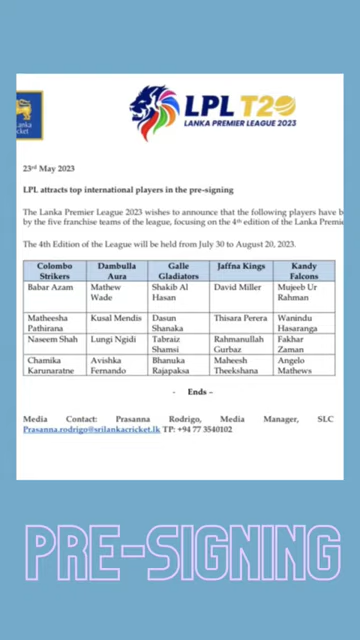 Lanka
Cricket
LPL T20
LANKA PREMIER LEAGUE 2023
23rd May 2023
LPL attracts top international players in the pre-signing
The Lanka Premier League 2023 wishes to announce that the following players have b
by the five franchise teams of the league, focusing on the 4th edition of the Lanka Premie
The 4th Edition of the League will be held from July 30 to August 20, 2023.
Colombo Strikers Dambulla Aura Galle Gladiators Jaffna Kings Kandy Falcons
Babar Azam Mathew Wade Shakib Al Hasan David Miller Mujeeb Ur Rahman
Matheesha Pathirana Kusal Mendis Dasun Shanaka Thisara Perera Wanindu Hasaranga
Naseem Shah Lungi Ngidi Tabraiz Shamsi Rahmanullah Gurbaz Fakhar Zaman
Chamika Karunaratne Avishka Fernando Bhanuka Rajapaksa Maheesh Theekshana Angelo Mathews
- Ends –
Media Contact: Prasanna Rodrigo, Media Manager, SLC
Prasanna.rodrigo@srilankacricket.lk TP: +94 77 3540102
PRE-SIGNING